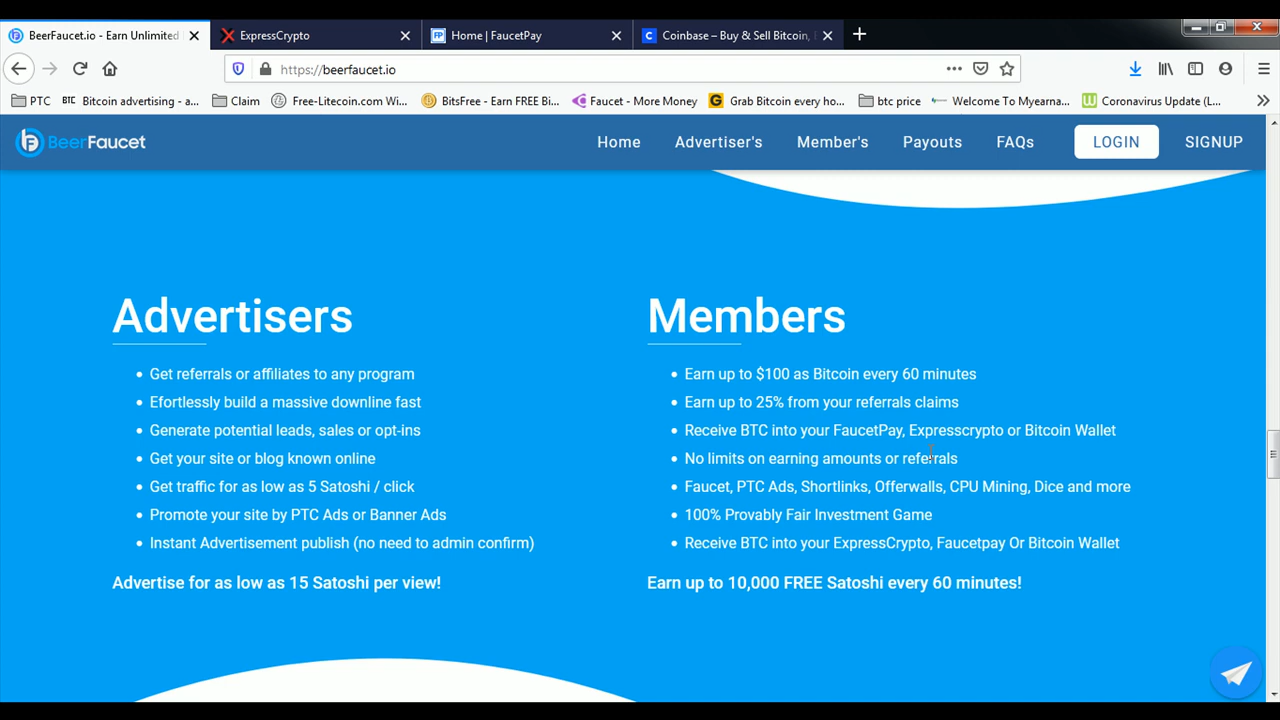 BeerFaucet.io - Earn Unlimited
ExpressCrypto
Home | FaucetPay
Coinbase – Buy & Sell Bitcoin, E
https://beerfaucet.io
PTC
Bitcoin advertising - a...
Claim
Free-Litecoin.com Wi...
BitsFree - Earn FREE Bi...
Faucet - More Money
Grab Bitcoin every ho...
btc price
Welcome To Myearna...
Coronavirus Update (L...
BeerFaucet
Home
Advertiser's
Member's
Payouts
FAQs
LOGIN
SIGNUP
Advertisers
Get referrals or affiliates to any program
Efortlessly build a massive downline fast
Generate potential leads, sales or opt-ins
Get your site or blog known online
Get traffic for as low as 5 Satoshi / click
Promote your site by PTC Ads or Banner Ads
Instant Advertisement publish (no need to admin confirm)
Advertise for as low as 15 Satoshi per view!
Members
Earn up to $100 as Bitcoin every 60 minutes
Earn up to 25% from your referrals claims
Receive BTC into your FaucetPay, Expresscrypto or Bitcoin Wallet
No limits on earning amounts or referrals
Faucet, PTC Ads, Shortlinks, Offerwalls, CPU Mining, Dice and more
100% Provably Fair Investment Game
Receive BTC into your ExpressCrypto, Faucetpay Or Bitcoin Wallet
Earn up to 10,000 FREE Satoshi every 60 minutes!